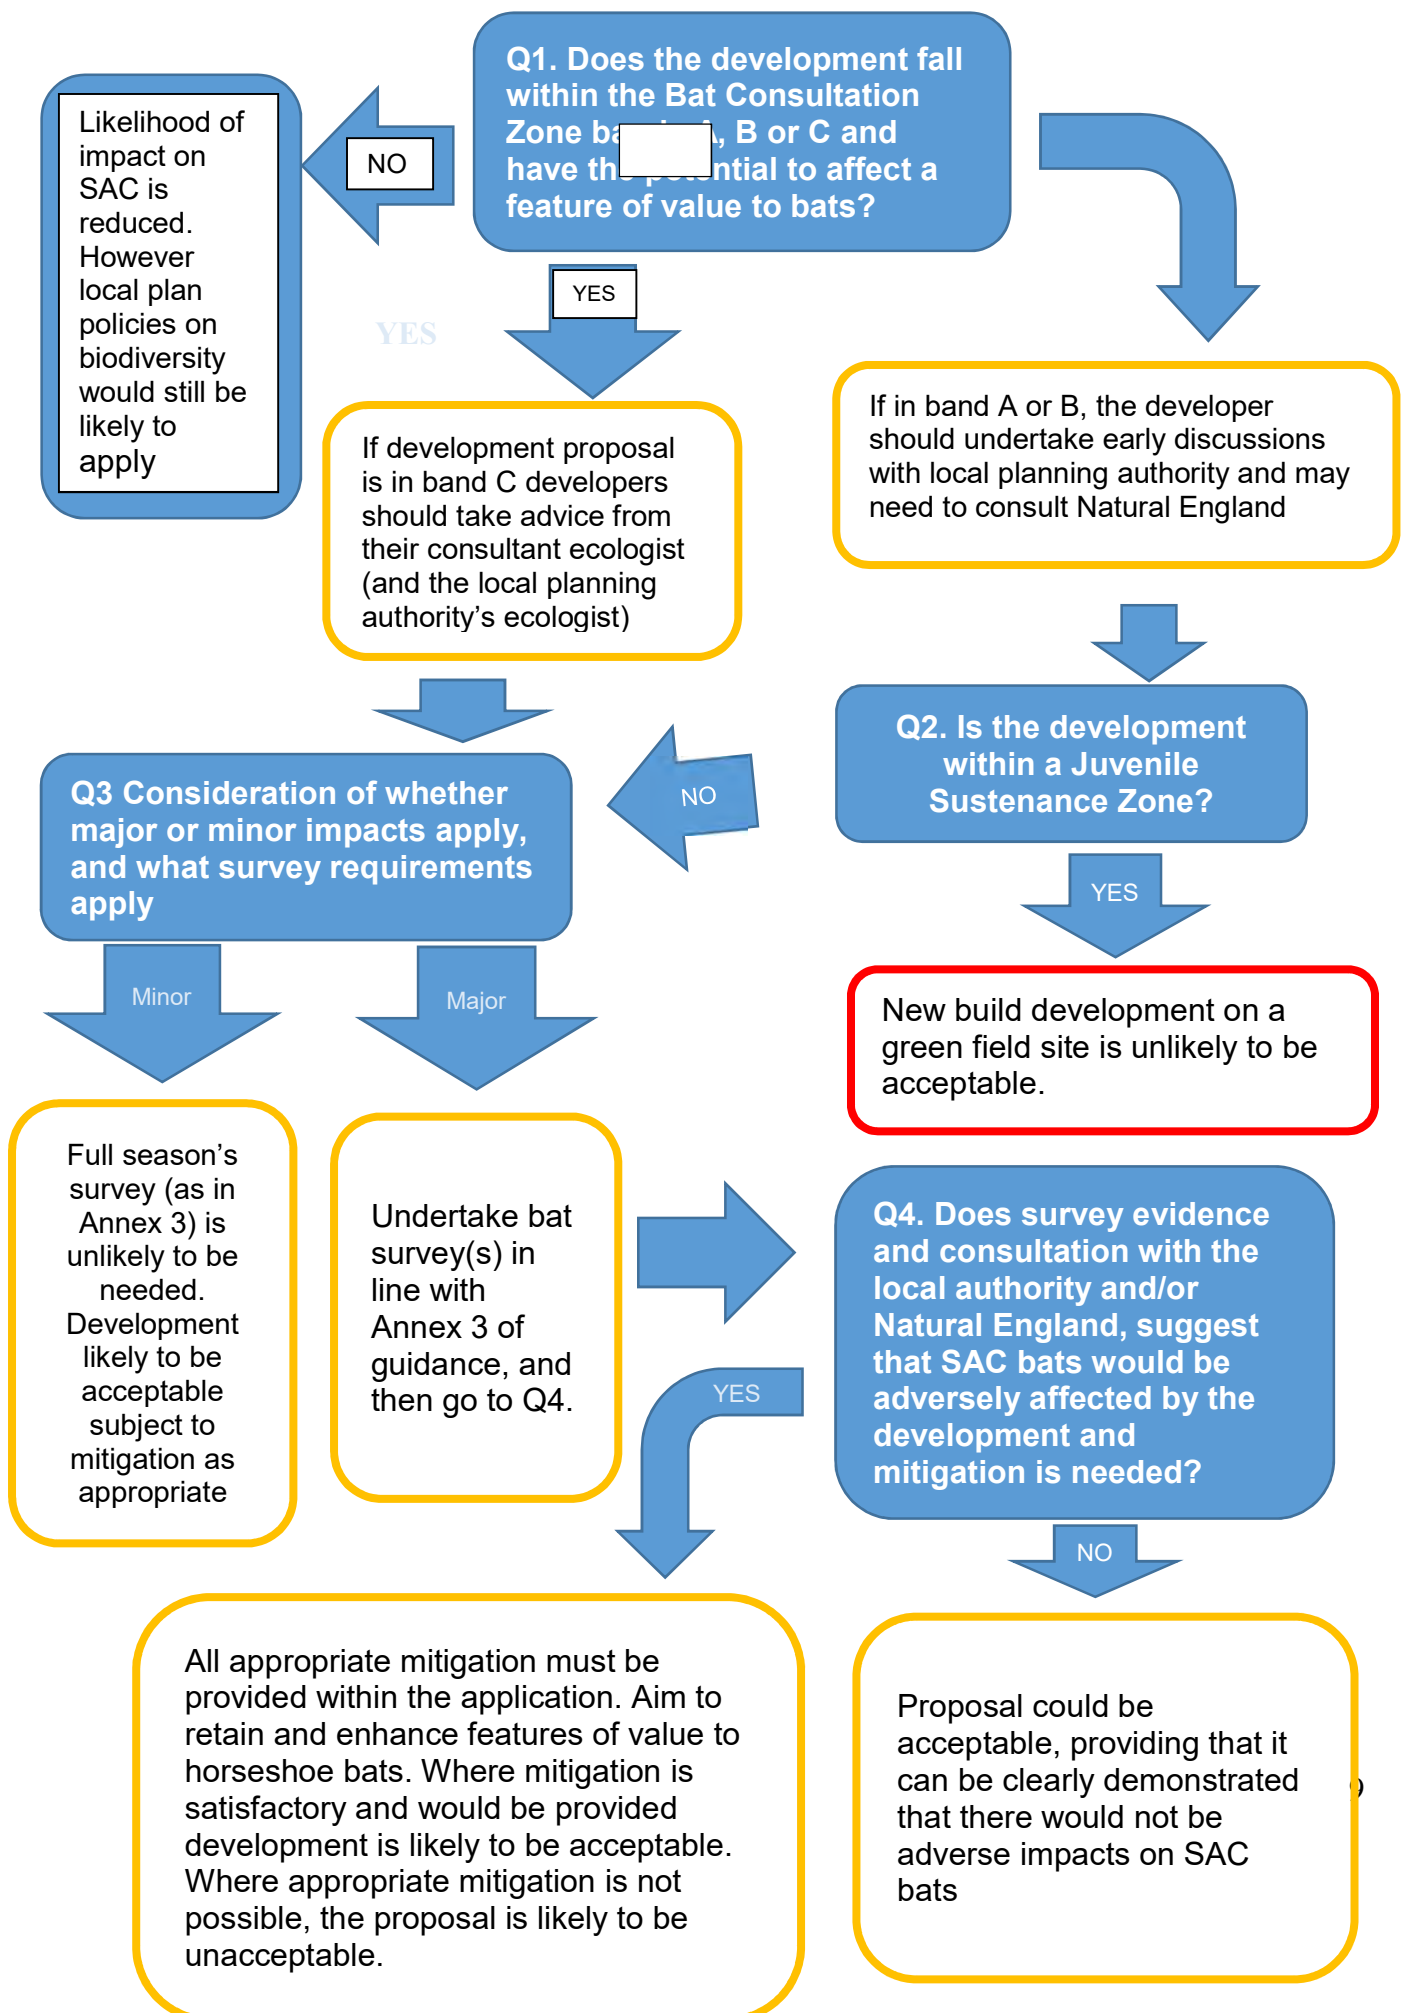 Q1. Does the development fall
within the Bat Consultation
Zone A, B or C and
have potential to affect a
feature of value to bats?
NO
Likelihood of
impact on
SAC is
reduced.
However
local plan
policies on
biodiversity
would still be
likely to
apply
YES
YES
If development proposal
is in band C developers
should take advice from
their consultant ecologist
(and the local planning
authority’s ecologist)
If in band A or B, the developer
should undertake early discussions
with local planning authority and may
need to consult Natural England
Q2. Is the development
within a Juvenile
Sustenance Zone?
NO
YES
Q3 Consideration of whether
major or minor impacts apply,
and what survey requirements
apply
Minor
Major
New build development on a
green field site is unlikely to be
acceptable.
Full season’s
survey (as in
Annex 3) is
unlikely to be
needed.
Development
likely to be
acceptable
subject to
mitigation as
appropriate
Undertake bat
survey(s) in
line with
Annex 3 of
guidance, and
then go to Q4.
Q4. Does survey evidence
and consultation with the
local authority and/or
Natural England, suggest
that SAC bats would be
adversely affected by the
development and
mitigation is needed?
YES
NO
All appropriate mitigation must be
provided within the application. Aim to
retain and enhance features of value to
horseshoe bats. Where mitigation is
satisfactory and would be provided
development is likely to be acceptable.
Where appropriate mitigation is not
possible, the proposal is likely to be
unacceptable.
Proposal could be
acceptable, providing that it
can be clearly demonstrated
that there would not be
adverse impacts on SAC
bats